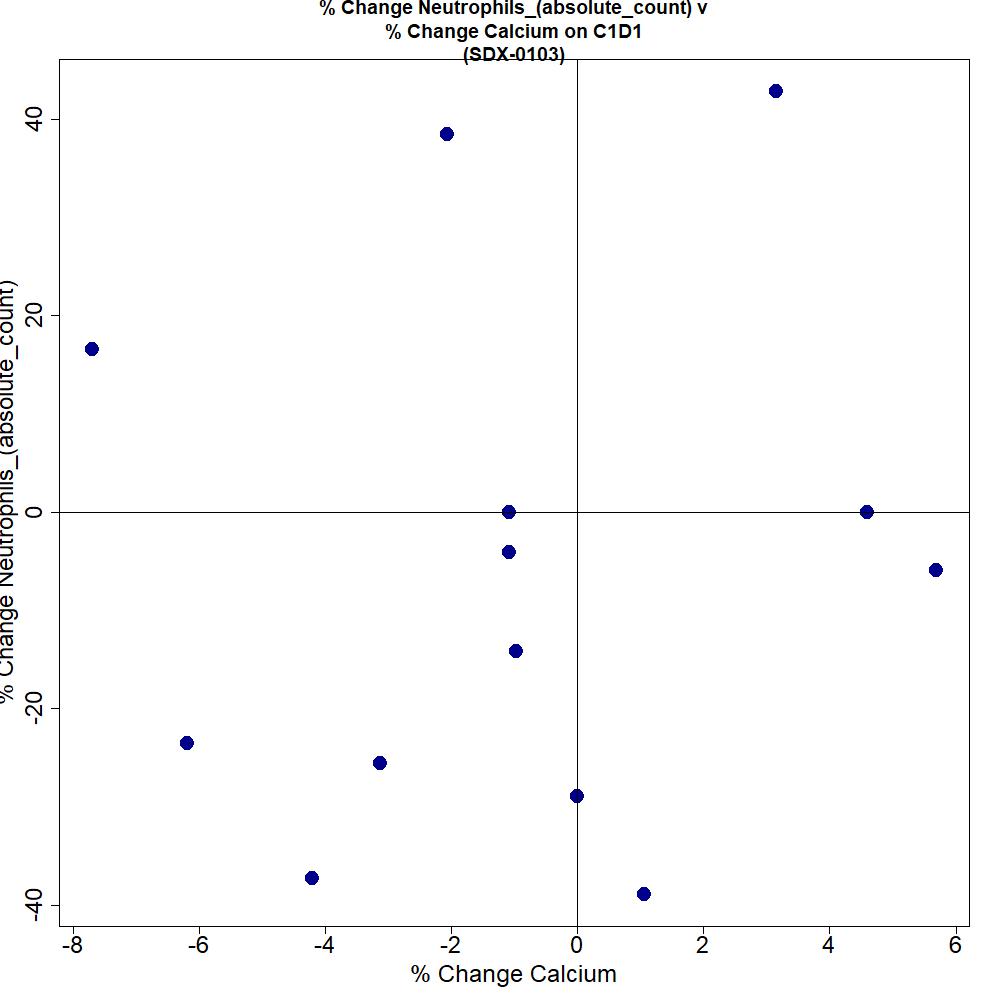 % Change Neutrophils_(absolute_count) v
% Change Calcium on C1D1
(SDX-0103)
% Change Neutrophils_(absolute_count)
40
20
0
-20
-40
-8 -6 -4 -2 0 2 4 6
% Change Calcium